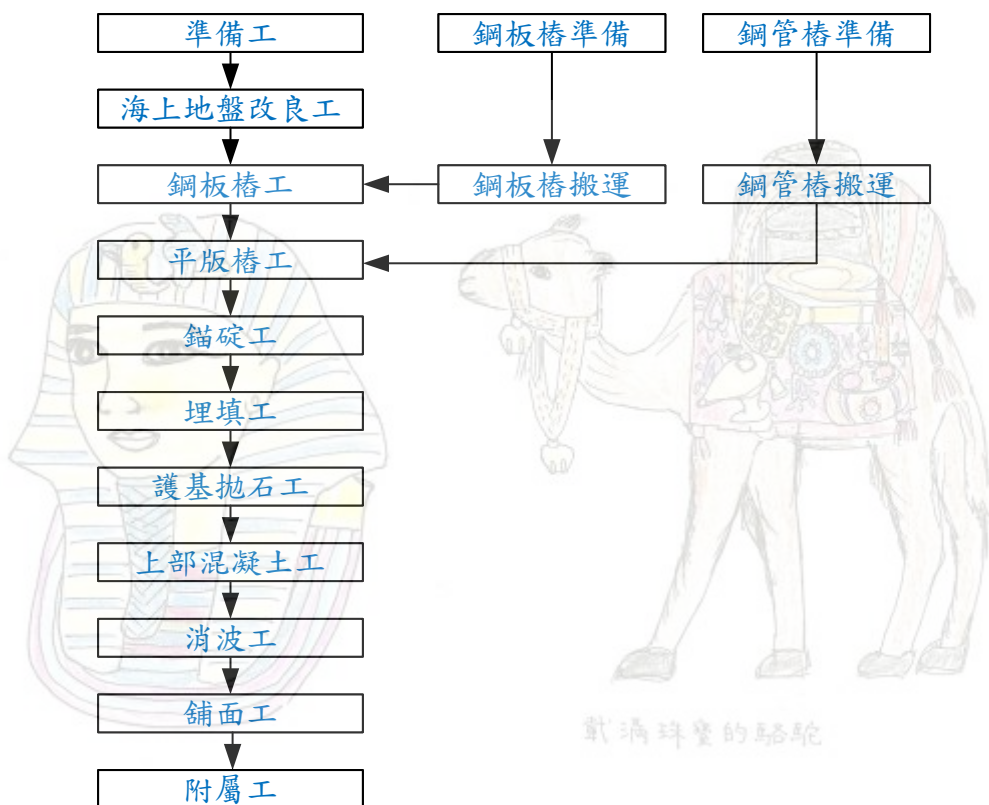 準備工
鋼板樁準備
鋼管樁準備
海上地盤改良工
鋼板樁工
鋼板樁搬運
鋼管樁搬運
平版樁工
錨碇工
埋填工
護基拋石工
上部混凝土工
消波工
舖面工
附屬工
戴滿珠寶的駱駝